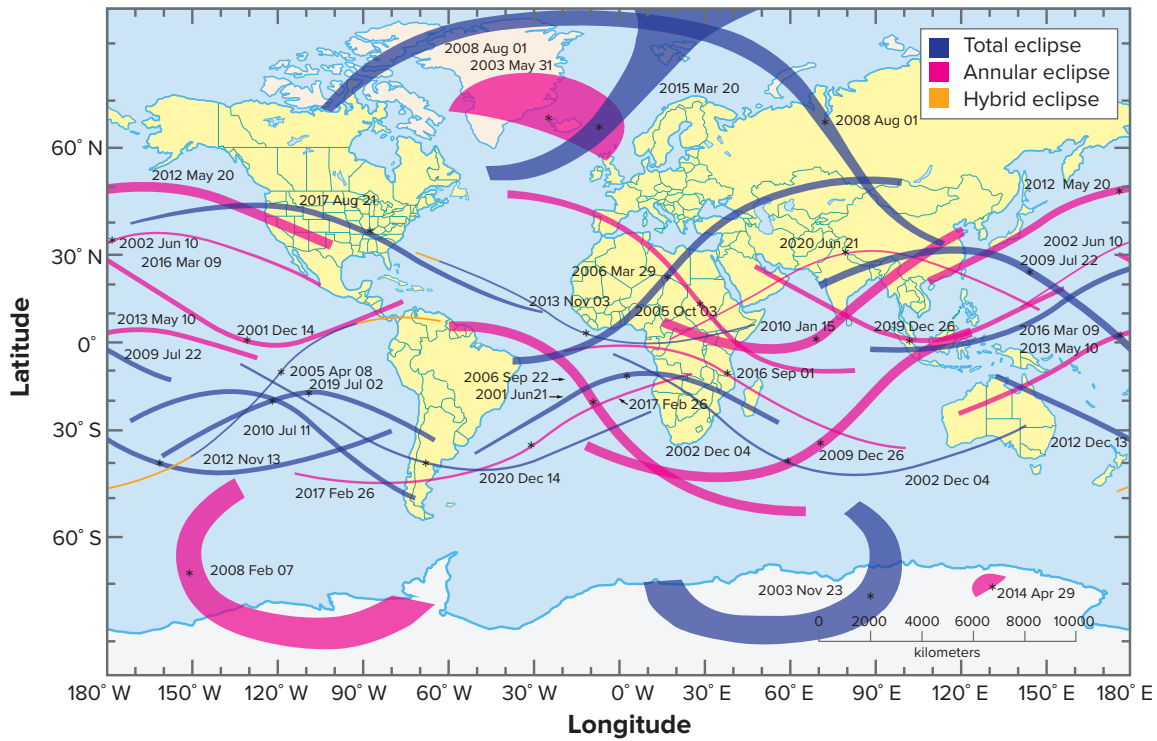 Total eclipse
Annular eclipse
Hybrid eclipse
2008 Aug 01
2003 May 31
2015 Mar 20
2008 Aug 01
60° N
2012 May 20
2017 Aug 21
2012 May 20
2002 Jun 10
2016 Mar 09
2020 Jun 21
2002 Jun 10
2009 Jul 22
30° N
2006 Mar 29
2013 Nov 03
2005 Oct 03
2013 May 10
2001 Dec 14
2010 Jan 15
2019 Dec 26
2016 Mar 09
2013 May 10
0°
2009 Jul 22
2005 Apr 08
2019 Jul 02
2006 Sep 22
2001 Jun21
2016 Sep 01
2017 Feb 26
30° S
2010 Jul 11
2012 Nov 13
2002 Dec 04
2009 Dec 26
2012 Dec 13
2017 Feb 26
2020 Dec 14
2002 Dec 04
60° S
2008 Feb 07
2003 Nov 23
2014 Apr 29
0 2000 4000 6000 8000 10000
kilometers
180° W 150° W 120° W 90° W 60° W 30° W 0° W 30° E 60° E 90° E 120° E 150° E 180° E
Longitude
Latitude